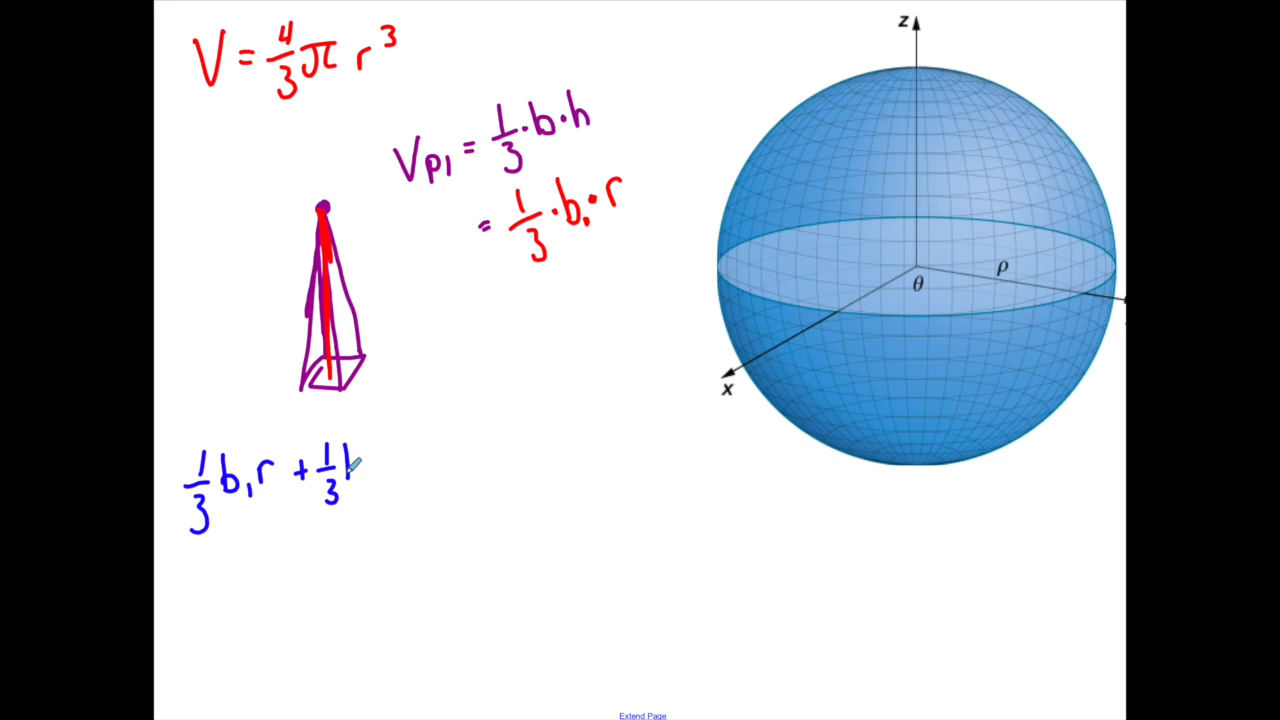 V = 4/3 π r³
V_p1 = 1/3 · b · h
= 1/3 · b₁ · r
1/3 b₁ r + 1/3
z
ρ
θ
x
Extend Page